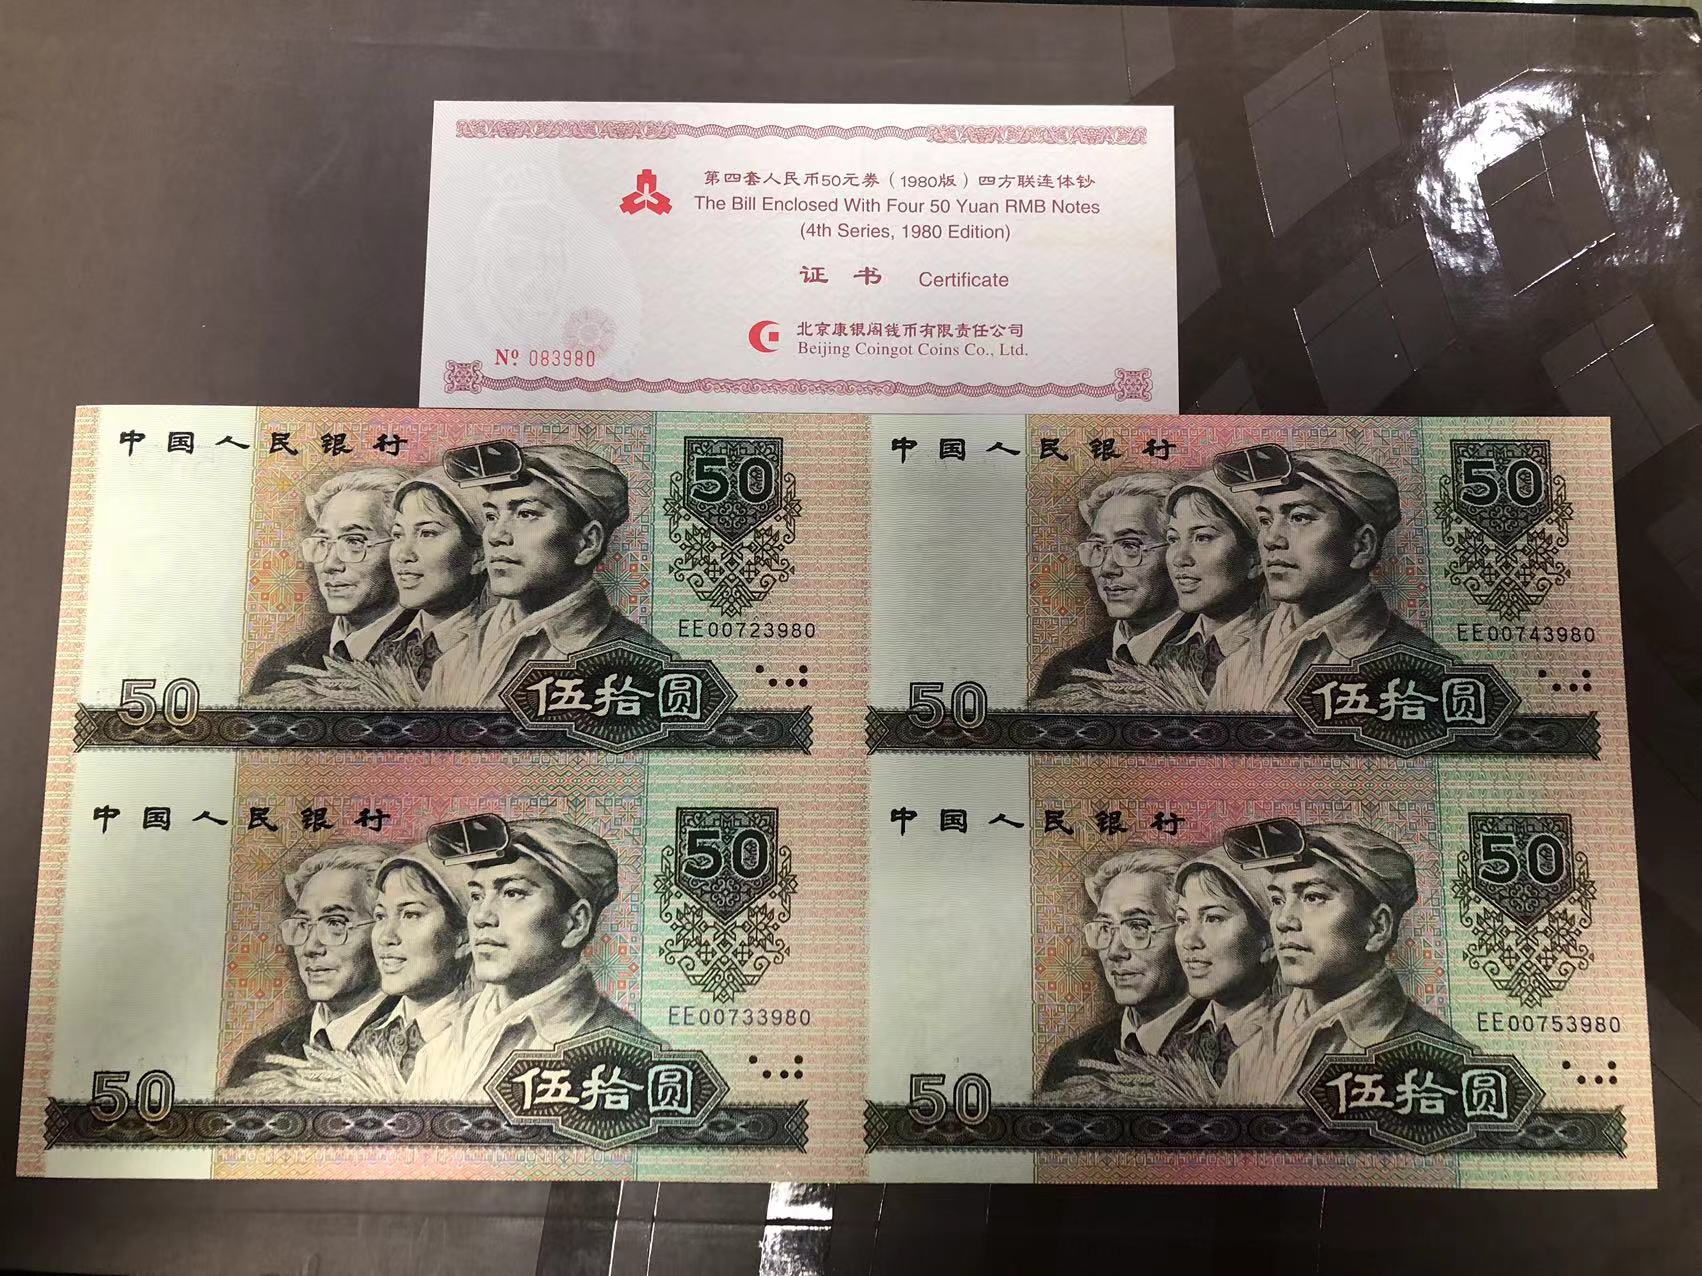 第四套人民币50元券（1980版）四方联连体钞
The Bill Enclosed With Four 50 Yuan RMB Notes
(4th Series, 1980 Edition)
证 书 Certificate
北京康银阁钱币有限责任公司
Beijing Coingot Coins Co., Ltd.
Nº 083980
中国人民银行
50
EE00723980
50
伍拾圆
中国人民银行
50
EE00743980
50
伍拾圆
中国人民银行
50
EE00733980
50
伍拾圆
中国人民银行
50
EE00753980
50
伍拾圆